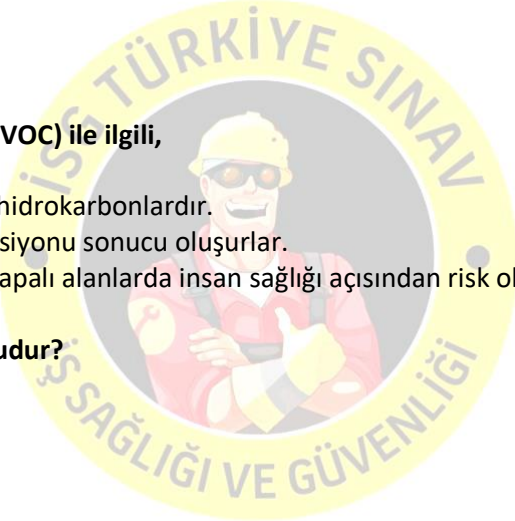 İSG TÜRKİYE SINAV
VOC) ile ilgili,
hidrokarbonlardır.
siyonu sonucu oluşurlar.
apalı alanlarda insan sağlığı açısından risk ol
udur?
İŞ SAĞLIĞI VE GÜVENLİĞİ